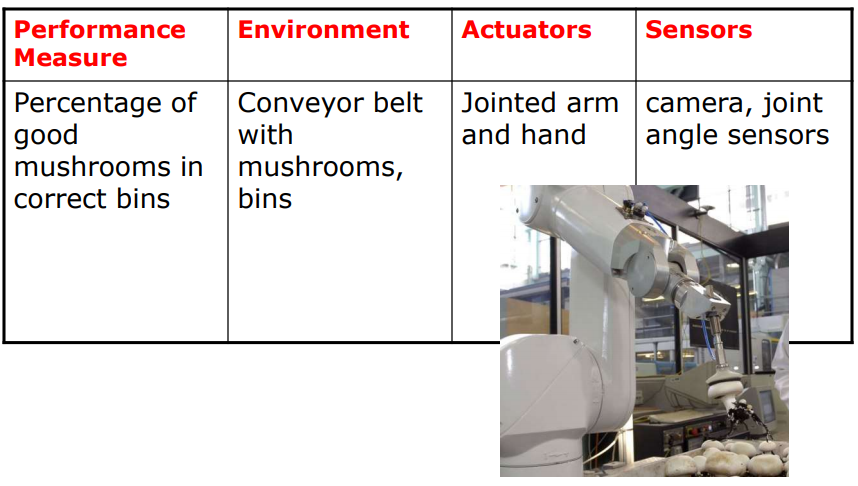 Performance
Measure
Environment
Actuators
Sensors
Percentage of
good
mushrooms in
correct bins
Conveyor belt
with
mushrooms,
bins
Jointed arm
and hand
camera, joint
angle sensors